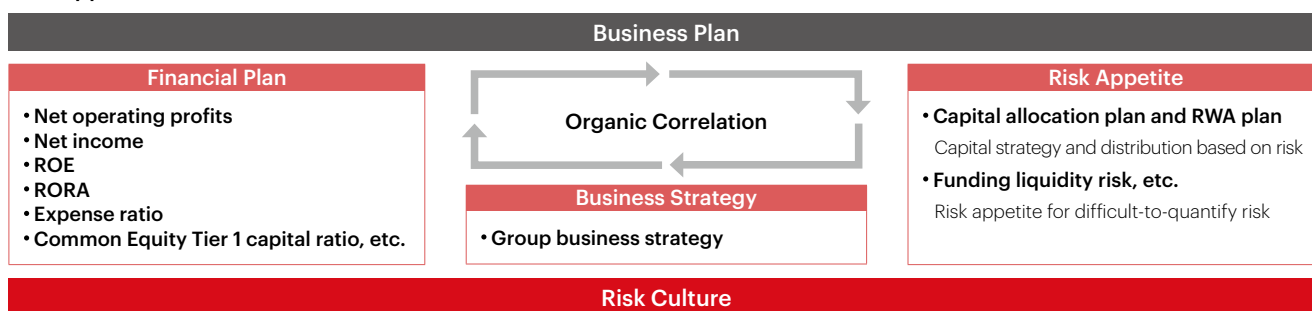 Business Plan
Financial Plan
• Net operating profits
• Net income
• ROE
• RORA
• Expense ratio
• Common Equity Tier 1 capital ratio, etc.
Organic Correlation
Business Strategy
• Group business strategy
Risk Appetite
• Capital allocation plan and RWA plan
Capital strategy and distribution based on risk
• Funding liquidity risk, etc.
Risk appetite for difficult-to-quantify risk
Risk Culture